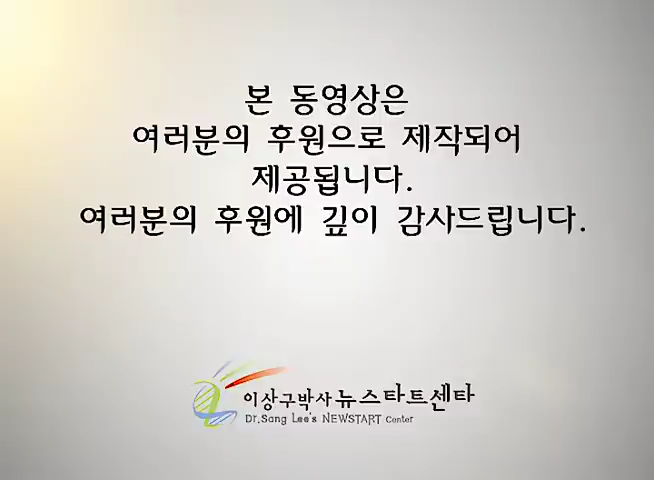 본 동영상은
여러분의 후원으로 제작되어
제공됩니다.
여러분의 후원에 깊이 감사드립니다.
이상구박사 뉴스타트센타
Dr.Sang Lee's NEWSTART Center